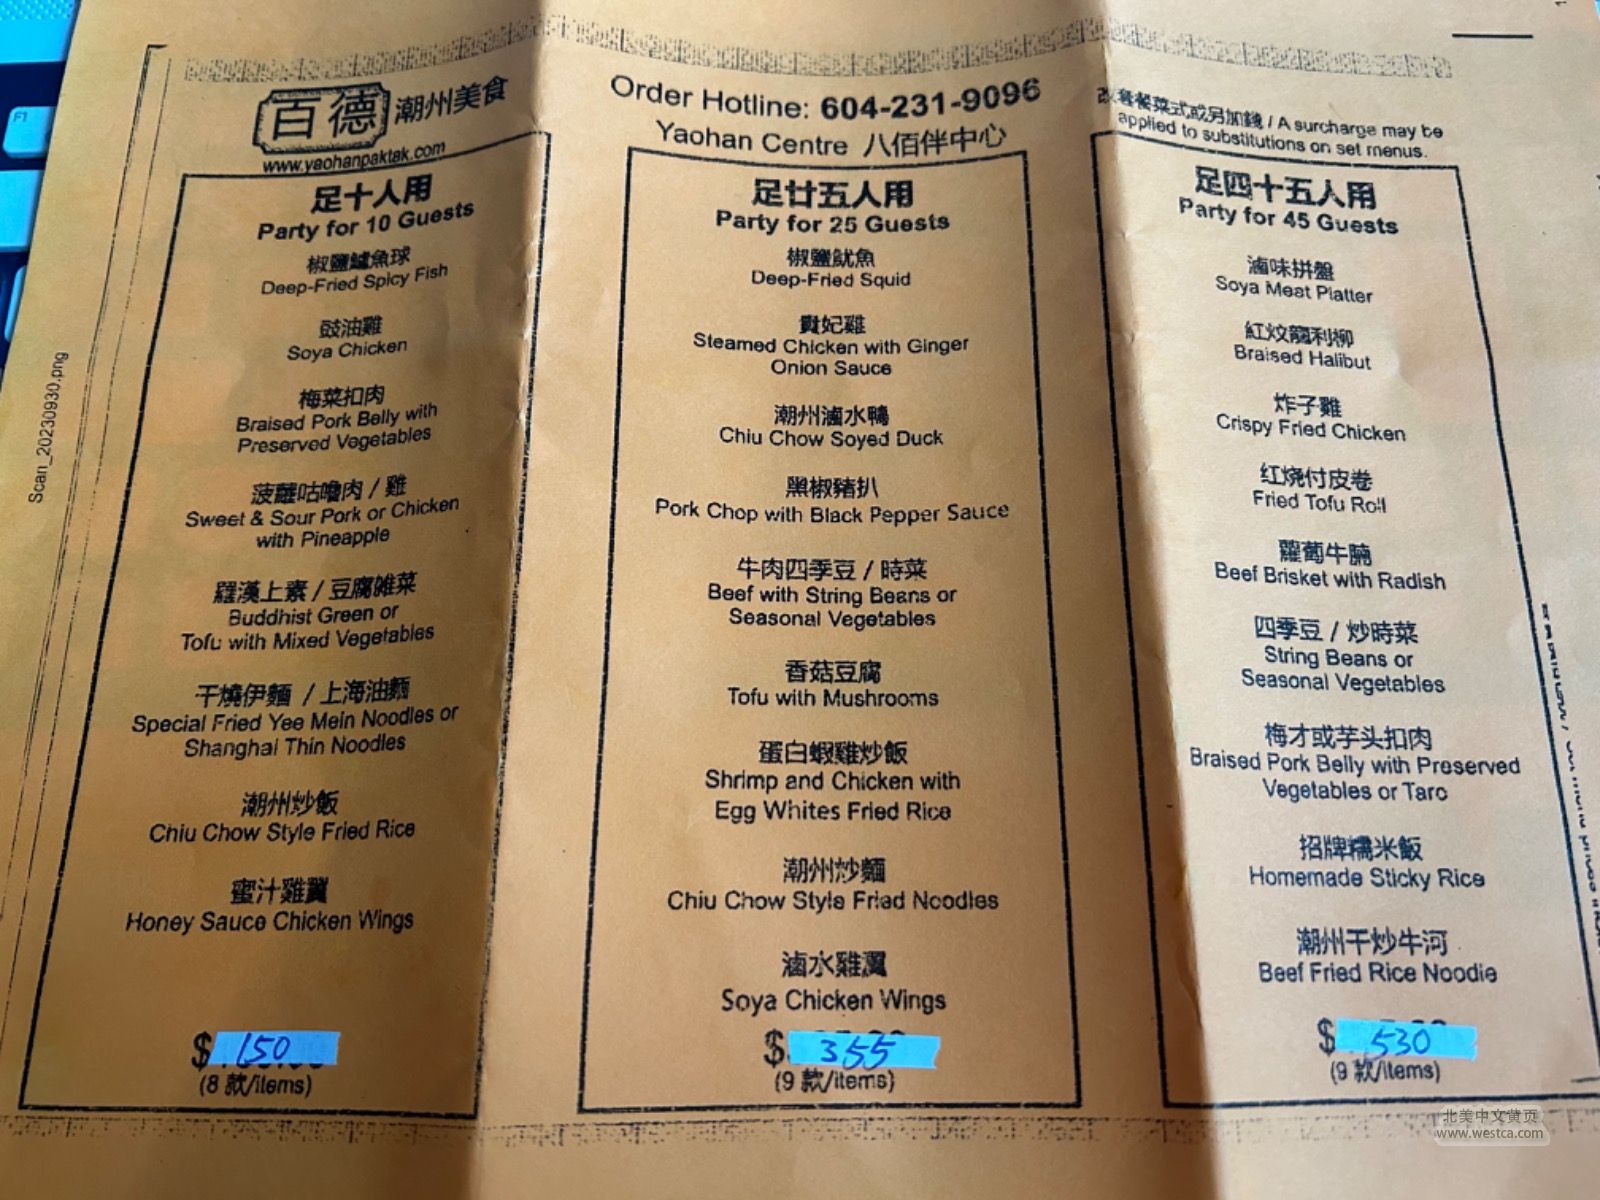 百德 潮州美食
www.yaohanpaktak.com
Order Hotline: 604-231-9096
Yaohan Centre 八佰伴中心
套餐菜式或另加錢 / A surcharge may be
applied to substitutions on set menus.
足十人用
Party for 10 Guests
椒鹽鱸魚球
Deep-Fried Spicy Fish
豉油雞
Soya Chicken
梅菜扣肉
Braised Pork Belly with
Preserved Vegetables
菠蘿咕嚕肉 / 雞
Sweet & Sour Pork or Chicken
with Pineapple
羅漢上素 / 豆腐雜菜
Buddhist Green or
Tofu with Mixed Vegetables
干燒伊麵 / 上海油麵
Special Fried Yee Mein Noodles or
Shanghai Thin Noodles
潮州炒飯
Chiu Chow Style Fried Rice
蜜汁雞翼
Honey Sauce Chicken Wings
$150
(8 款/items)
足廿五人用
Party for 25 Guests
椒鹽魷魚
Deep-Fried Squid
貴妃雞
Steamed Chicken with Ginger
Onion Sauce
潮州滷水鴨
Chiu Chow Soyed Duck
黑椒豬扒
Pork Chop with Black Pepper Sauce
牛肉四季豆 / 時菜
Beef with String Beans or
Seasonal Vegetables
香菇豆腐
Tofu with Mushrooms
蛋白蝦雞炒飯
Shrimp and Chicken with
Egg Whites Fried Rice
潮州炒麵
Chiu Chow Style Fried Noodles
滷水雞翼
Soya Chicken Wings
$355
(9 款/items)
足四十五人用
Party for 45 Guests
滷味拼盤
Soya Meat Platter
紅炆龍利柳
Braised Halibut
炸子雞
Crispy Fried Chicken
红烧付皮卷
Fried Tofu Roll
蘿蔔牛腩
Beef Brisket with Radish
四季豆 / 炒時菜
String Beans or
Seasonal Vegetables
梅才或芋头扣肉
Braised Pork Belly with Preserved
Vegetables or Taro
招牌糯米飯
Homemade Sticky Rice
潮州干炒牛河
Beef Fried Rice Noodle
$530
(9 款/items)
Scan_20230930.png
F1
北美中文黄页
www.westca.com